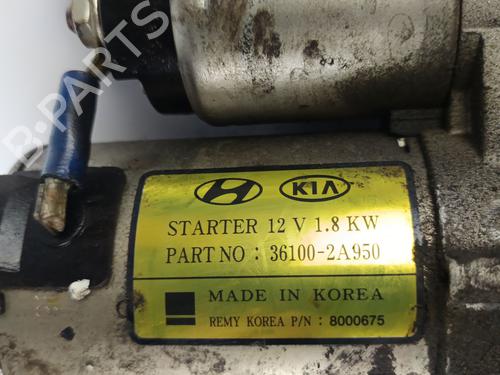 B-PARTS
KIA
STARTER 12 V 1.8 KW
PART NO : 36100-2A950
MADE IN KOREA
REMY KOREA P/N : 8000675